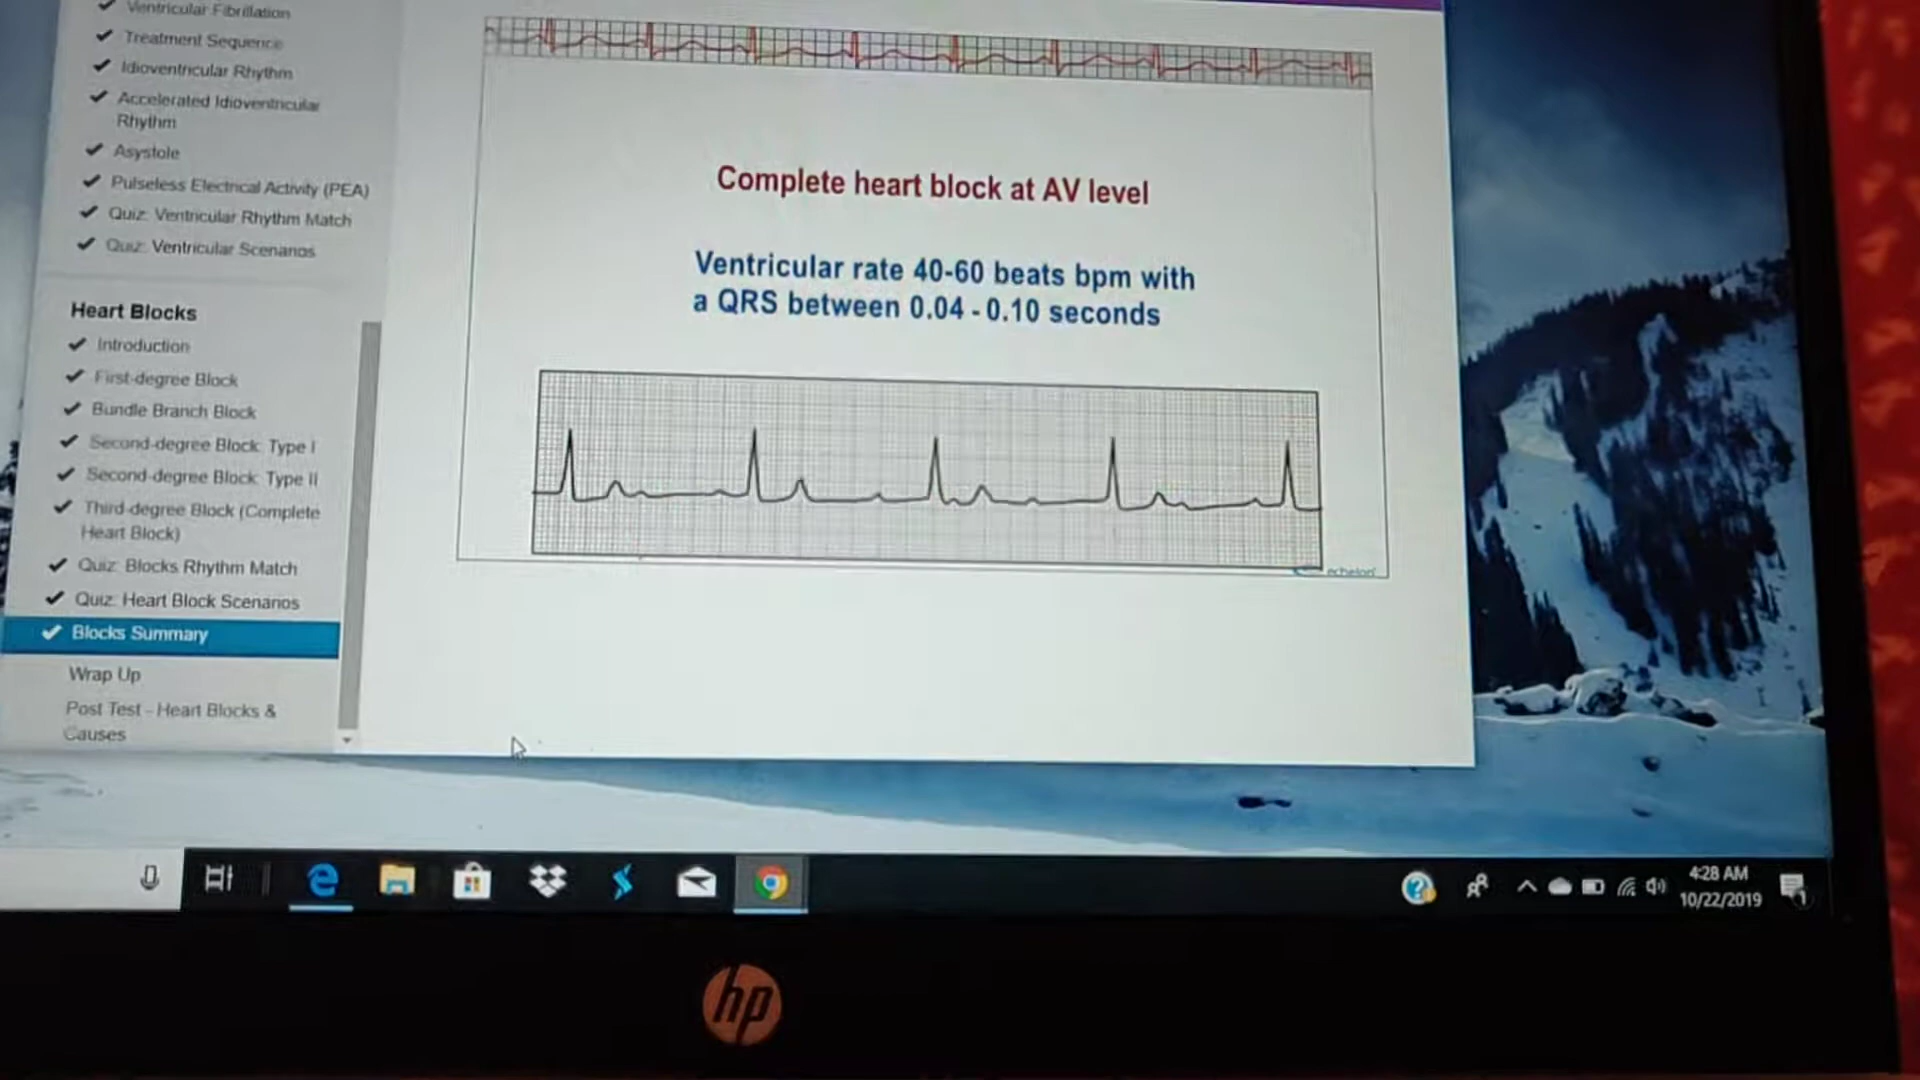 Ventricular Fibrillation
Treatment Sequence
Idioventricular Rhythm
Accelerated Idioventricular
Rhythm
Asystole
Pulseless Electrical Activity (PEA)
Quiz: Ventricular Rhythm Match
Quiz: Ventricular Scenarios
Heart Blocks
Introduction
First-degree Block
Bundle Branch Block
Second-degree Block: Type I
Second-degree Block: Type II
Third-degree Block (Complete
Heart Block)
Quiz: Blocks Rhythm Match
Quiz: Heart Block Scenarios
Blocks Summary
Wrap Up
Post Test - Heart Blocks &
Causes
Complete heart block at AV level
Ventricular rate 40-60 beats bpm with
a QRS between 0.04 - 0.10 seconds
echelon
4:28 AM
10/22/2019
1
hp